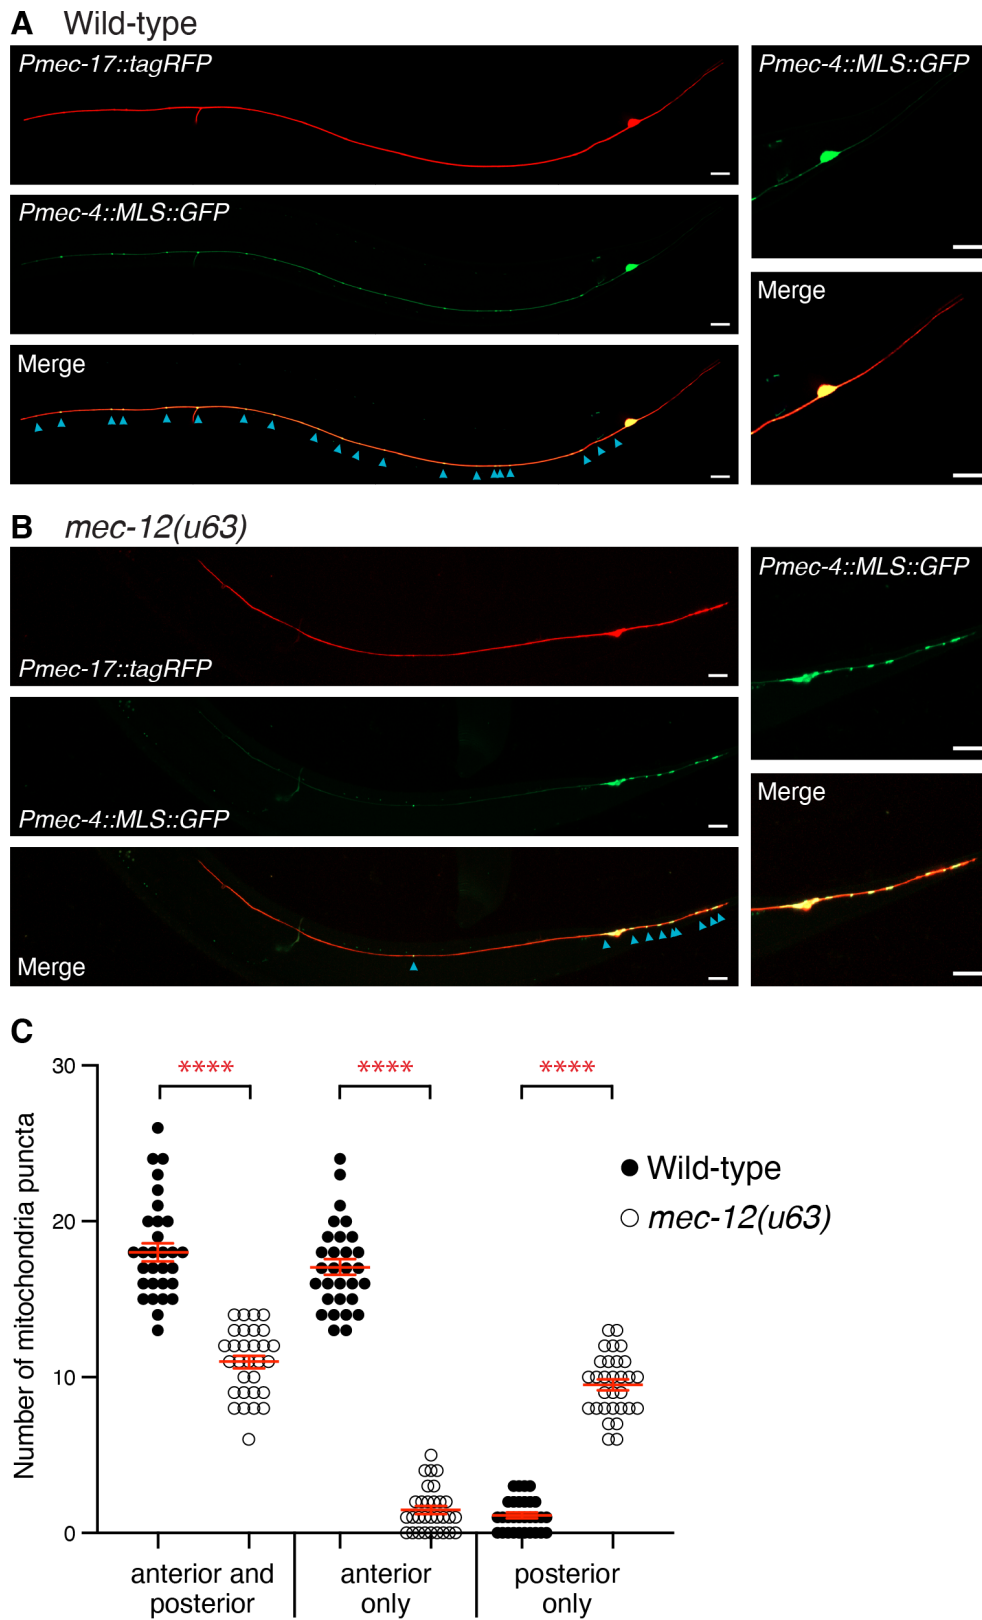 A Wild-type
Pmec-17::tagRFP
Pmec-4::MLS::GFP
Merge
Pmec-4::MLS::GFP
Merge
B mec-12(u63)
Pmec-17::tagRFP
Pmec-4::MLS::GFP
Merge
Pmec-4::MLS::GFP
Merge
C
Number of mitochondria puncta
30
20
10
0
****
****
****
Wild-type
mec-12(u63)
anterior and
posterior
anterior
only
posterior
only